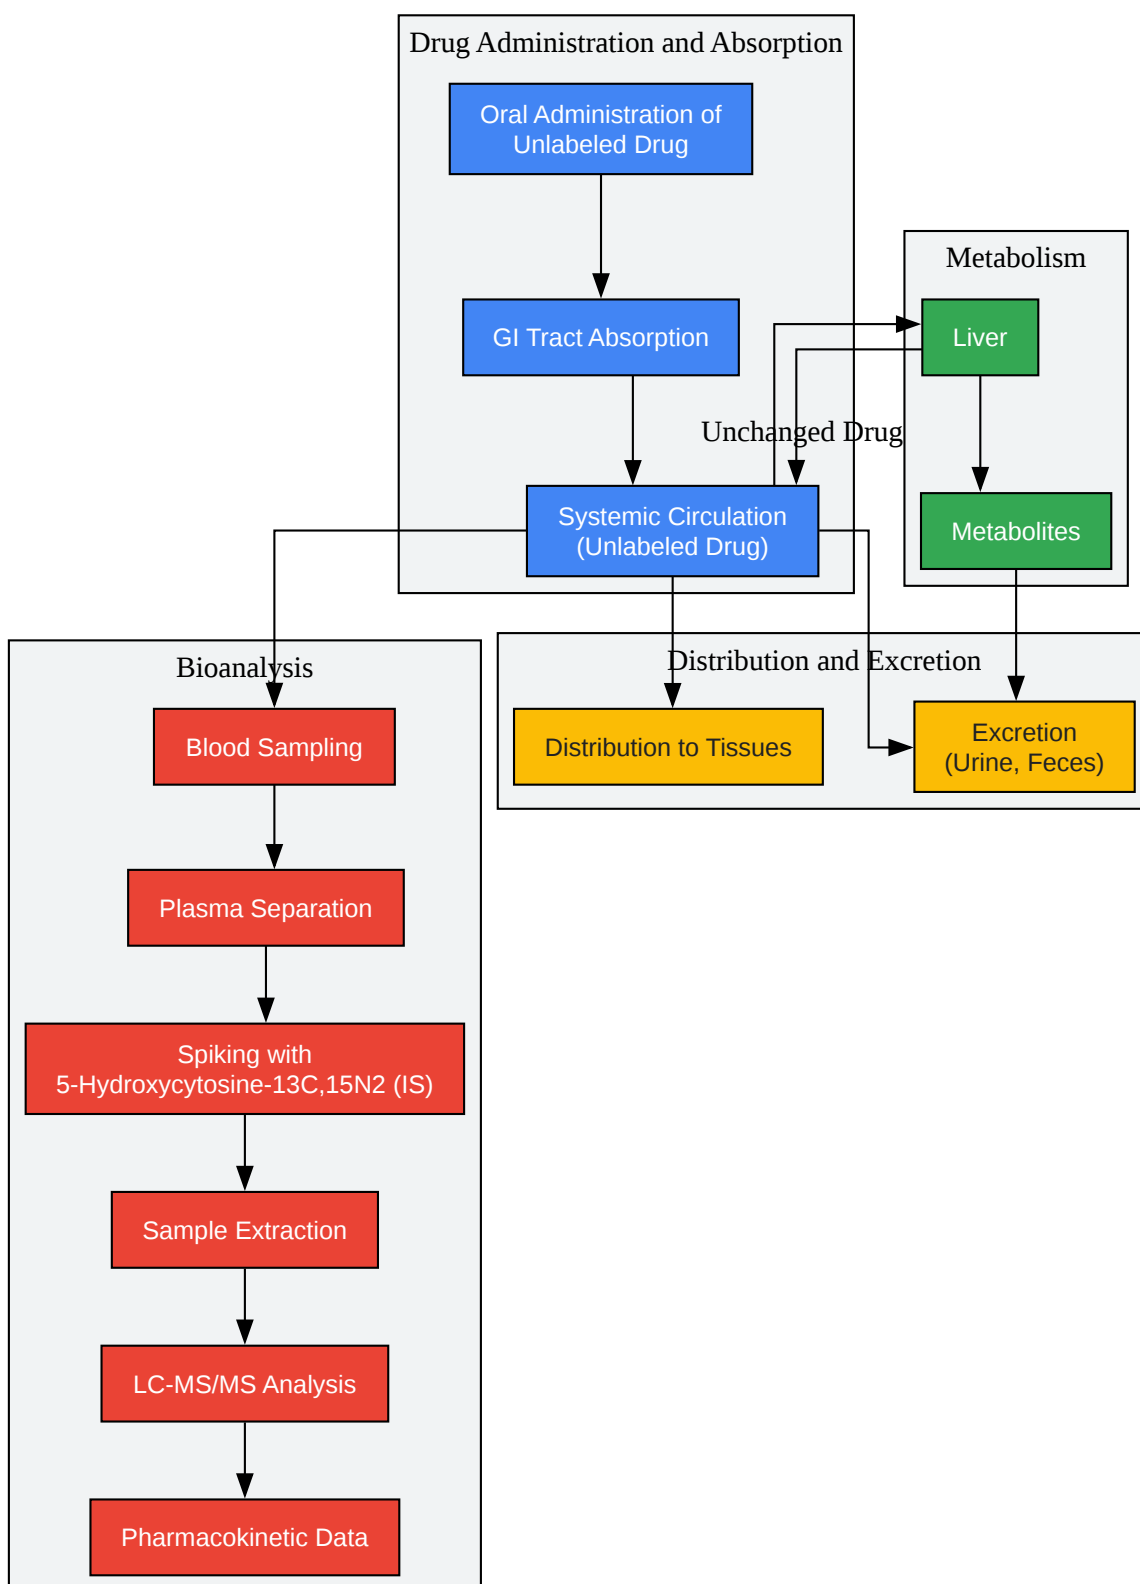 Drug Administration and Absorption
Oral Administration of
Unlabeled Drug
Metabolism
GI Tract Absorption
Liver
Unchanged Drug
Systemic Circulation
(Unlabeled Drug)
Metabolites
Bioanalysis
Distribution and Excretion
Blood Sampling
Distribution to Tissues
Excretion
(Urine, Feces)
Plasma Separation
Spiking with
5-Hydroxycytosine-13C,15N2 (IS)
Sample Extraction
LC-MS/MS Analysis
Pharmacokinetic Data